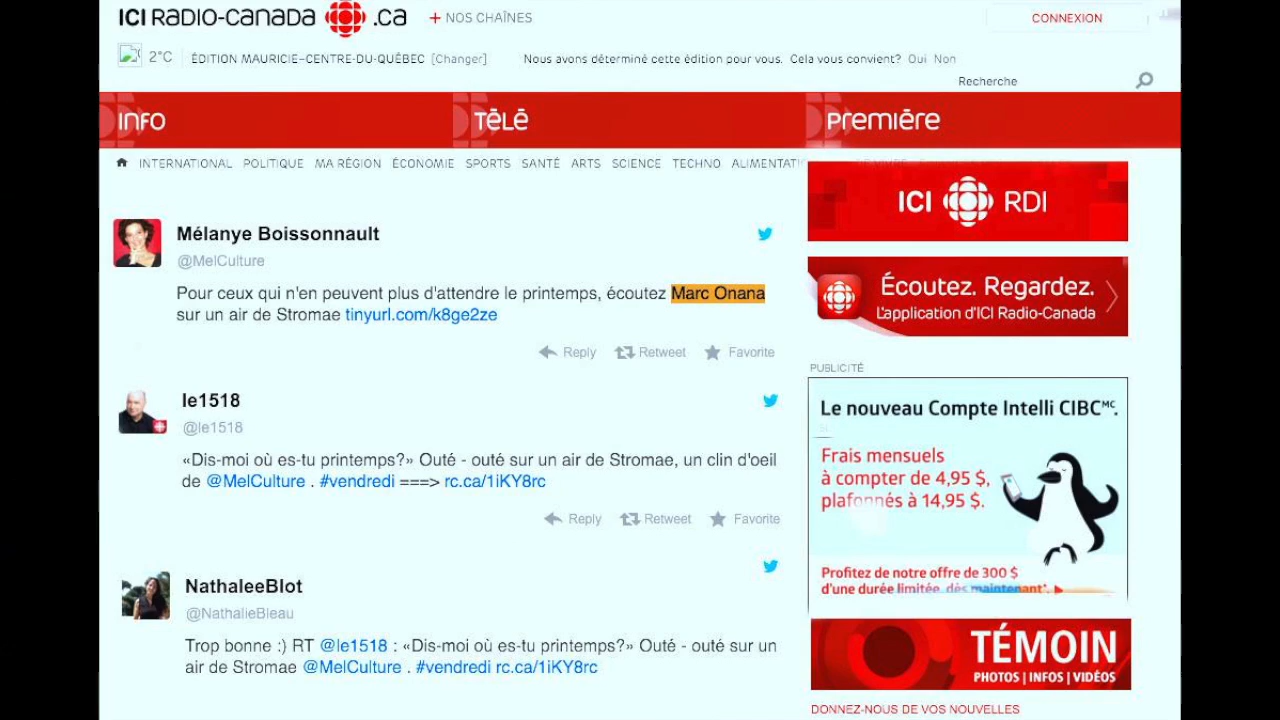 ICI RADIO-CANADA .ca + NOS CHAÎNES
CONNEXION
2°C ÉDITION MAURICIE–CENTRE-DU-QUÉBEC [Changer] Nous avons déterminé cette édition pour vous. Cela vous convient? Oui Non
Recherche
INFO TÉLÉ PREMIÈRE
INTERNATIONAL POLITIQUE MA RÉGION ÉCONOMIE SPORTS SANTÉ ARTS SCIENCE TECHNO
Mélanye Boissonnault
@MelCulture
Pour ceux qui n'en peuvent plus d'attendre le printemps, écoutez Marc Onana
sur un air de Stromae tinyurl.com/k8ge2ze
Reply Retweet Favorite
le1518
@le1518
«Dis-moi où es-tu printemps?» Outé - outé sur un air de Stromae, un clin d'oeil
de @MelCulture . #vendredi ===> rc.ca/1iKY8rc
Reply Retweet Favorite
NathaleeBlot
@NathalieBleau
Trop bonne :) RT @le1518 : «Dis-moi où es-tu printemps?» Outé - outé sur un
air de Stromae @MelCulture . #vendredi rc.ca/1iKY8rc
ICI RDI
Écoutez. Regardez.
L'application d'ICI Radio-Canada
PUBLICITÉ
Le nouveau Compte Intelli CIBCMC.
Frais mensuels
à compter de 4,95 $,
plafonnés à 14,95 $.
Profitez de notre offre de 300 $
d'une durée limitée, dès maintenant*.
TÉMOIN
PHOTOS | INFOS | VIDÉOS
DONNEZ-NOUS DE VOS NOUVELLES